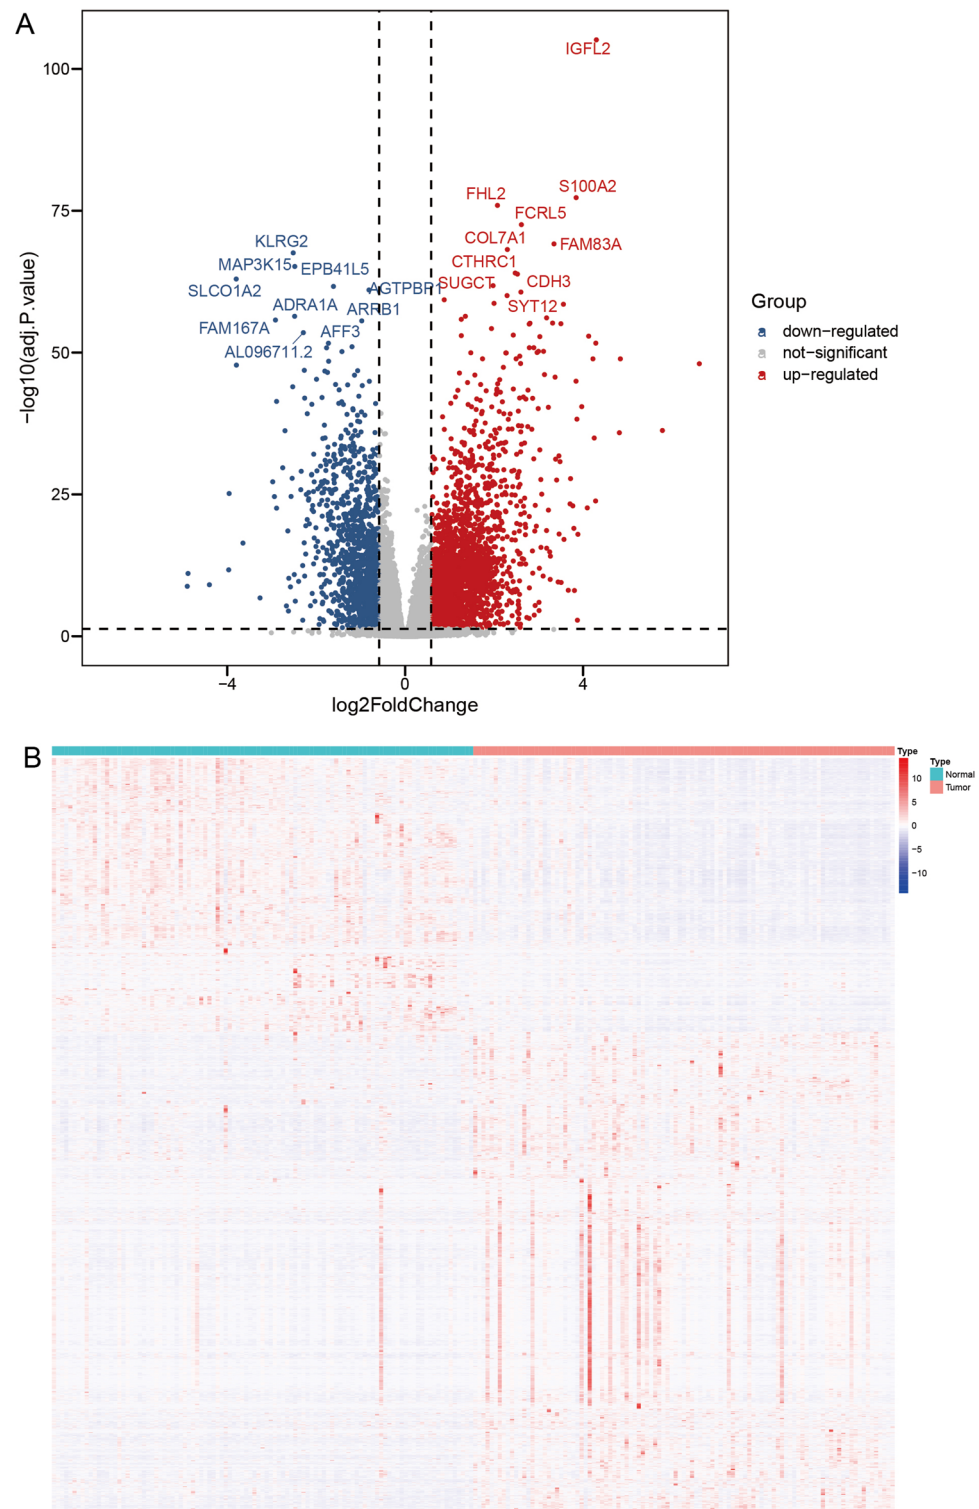 A
IGFL2
100
S100A2
FHL2
FCRL5
75
COL7A1
FAM83A
KLRG2
CTHRC1
MAP3K15
EPB41L5
CDH3
SLCO1A2
AGTPBP1
SUGCT
ADRA1A
ARRB1
SYT12
FAM167A
AFF3
AL096711.2
50
25
0
−log10(adj.P.value)
−4
0
4
log2FoldChange
Group
a down−regulated
a not−significant
a up−regulated
B
Type
10
5
0
−5
−10
Type
Normal
Tumor